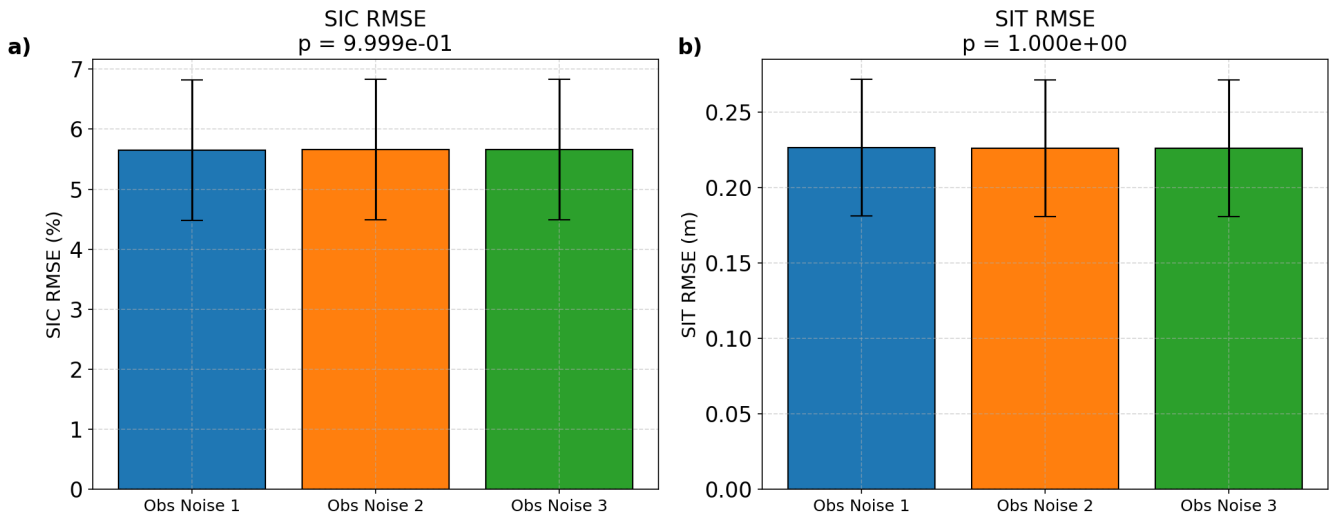 a)
SIC RMSE
p = 9.999e-01
SIC RMSE (%)
7
6
5
4
3
2
1
0
Obs Noise 1
Obs Noise 2
Obs Noise 3
b)
SIT RMSE
p = 1.000e+00
SIT RMSE (m)
0.25
0.20
0.15
0.10
0.05
0.00
Obs Noise 1
Obs Noise 2
Obs Noise 3